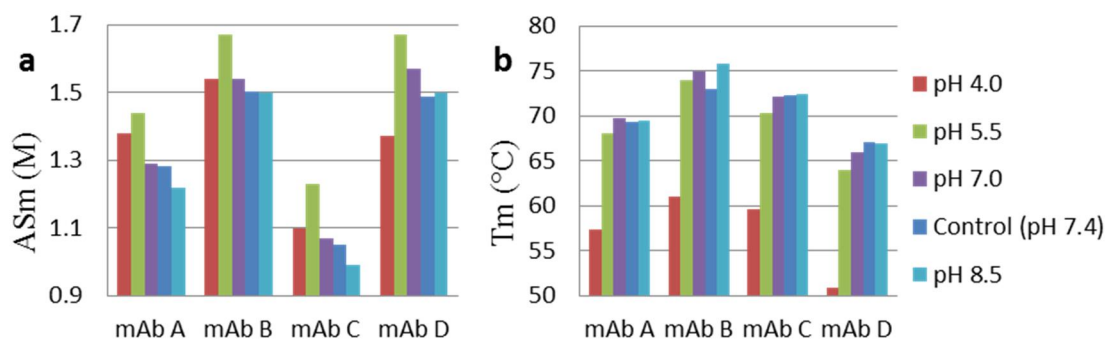 a
ASm (M)
1.7
1.5
1.3
1.1
0.9
mAb A
mAb B
mAb C
mAb D
b
Tm (°C)
80
75
70
65
60
55
50
mAb A
mAb B
mAb C
mAb D
pH 4.0
pH 5.5
pH 7.0
Control (pH 7.4)
pH 8.5